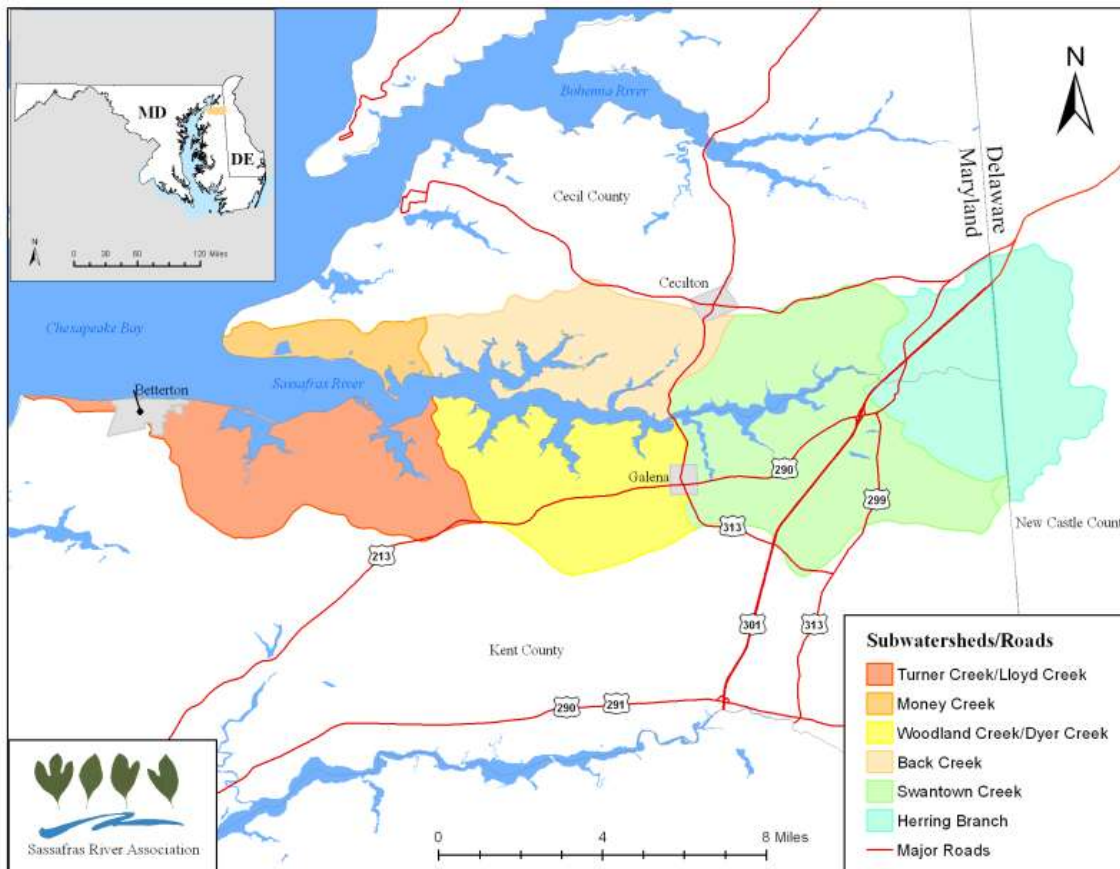 N
MD
DE
N
0 30 60 120 Miles
Bohemia River
Cecil County
Delaware
Maryland
Cecilton
Chesapeake Bay
Sassafras River
Betterton
Galena
290
299
New Castle County
313
213
301
313
Kent County
290
291
Subwatersheds/Roads
Turner Creek/Lloyd Creek
Money Creek
Woodland Creek/Dyer Creek
Back Creek
Swantown Creek
Herring Branch
Major Roads
Sassafras River Association
0 4 8 Miles